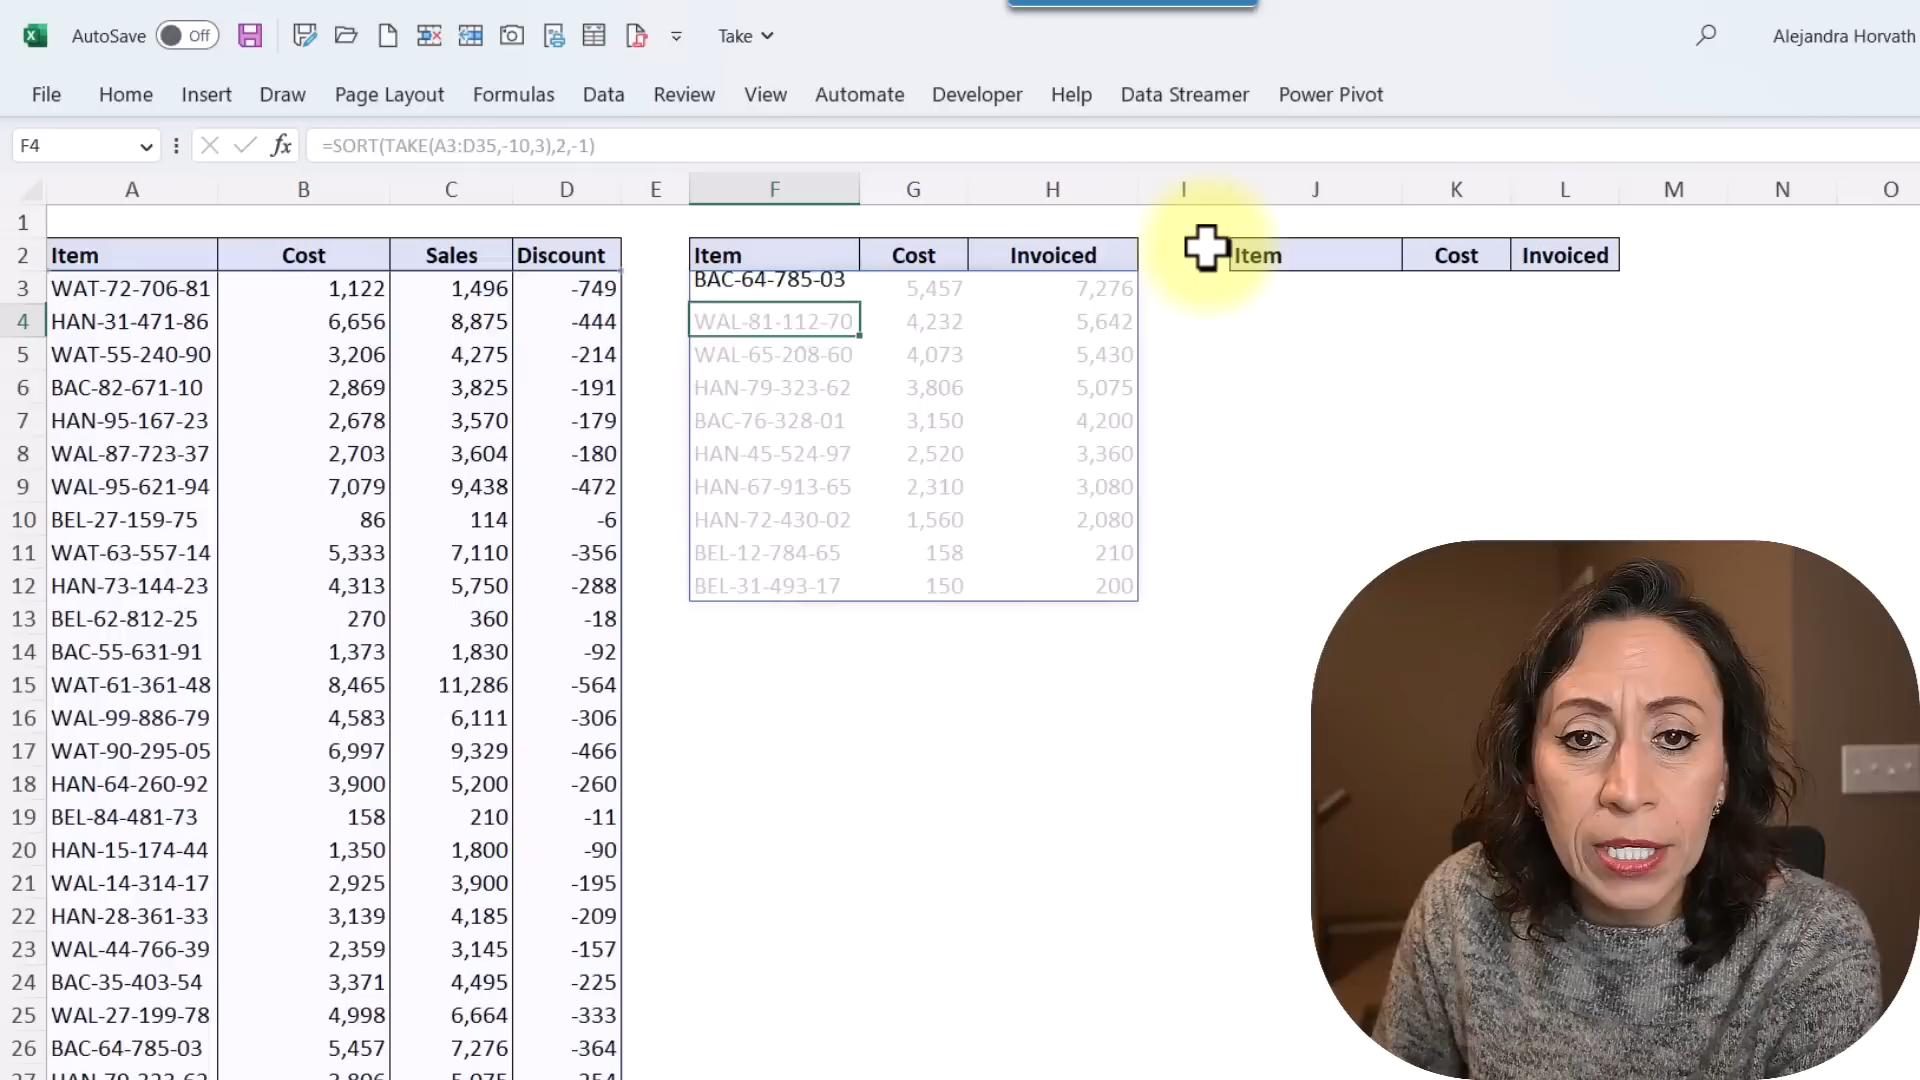 AutoSave Off Take Alejandra Horvath
File Home Insert Draw Page Layout Formulas Data Review View Automate Developer Help Data Streamer Power Pivot
F4 fx =SORT(TAKE(A3:D35,-10,3),2,-1)
A B C D E F G H I J K L M N O
1
2 Item Cost Sales Discount Item Cost Invoiced Item Cost Invoiced
3 WAT-72-706-81 1,122 1,496 -749 BAC-64-785-03 5,457 7,276
4 HAN-31-471-86 6,656 8,875 -444 WAL-81-112-70 4,232 5,642
5 WAT-55-240-90 3,206 4,275 -214 WAL-65-208-60 4,073 5,430
6 BAC-82-671-10 2,869 3,825 -191 HAN-79-323-62 3,806 5,075
7 HAN-95-167-23 2,678 3,570 -179 BAC-76-328-01 3,150 4,200
8 WAL-87-723-37 2,703 3,604 -180 HAN-45-524-97 2,520 3,360
9 WAL-95-621-94 7,079 9,438 -472 HAN-67-913-65 2,310 3,080
10 BEL-27-159-75 86 114 -6 HAN-72-430-02 1,560 2,080
11 WAT-63-557-14 5,333 7,110 -356 BEL-12-784-65 158 210
12 HAN-73-144-23 4,313 5,750 -288 BEL-31-493-17 150 200
13 BEL-62-812-25 270 360 -18
14 BAC-55-631-91 1,373 1,830 -92
15 WAT-61-361-48 8,465 11,286 -564
16 WAL-99-886-79 4,583 6,111 -306
17 WAT-90-295-05 6,997 9,329 -466
18 HAN-64-260-92 3,900 5,200 -260
19 BEL-84-481-73 158 210 -11
20 HAN-15-174-44 1,350 1,800 -90
21 WAL-14-314-17 2,925 3,900 -195
22 HAN-28-361-33 3,139 4,185 -209
23 WAL-44-766-39 2,359 3,145 -157
24 BAC-35-403-54 3,371 4,495 -225
25 WAL-27-199-78 4,998 6,664 -333
26 BAC-64-785-03 5,457 7,276 -364
27 HAN-79-323-62 3,806 5,075 -254